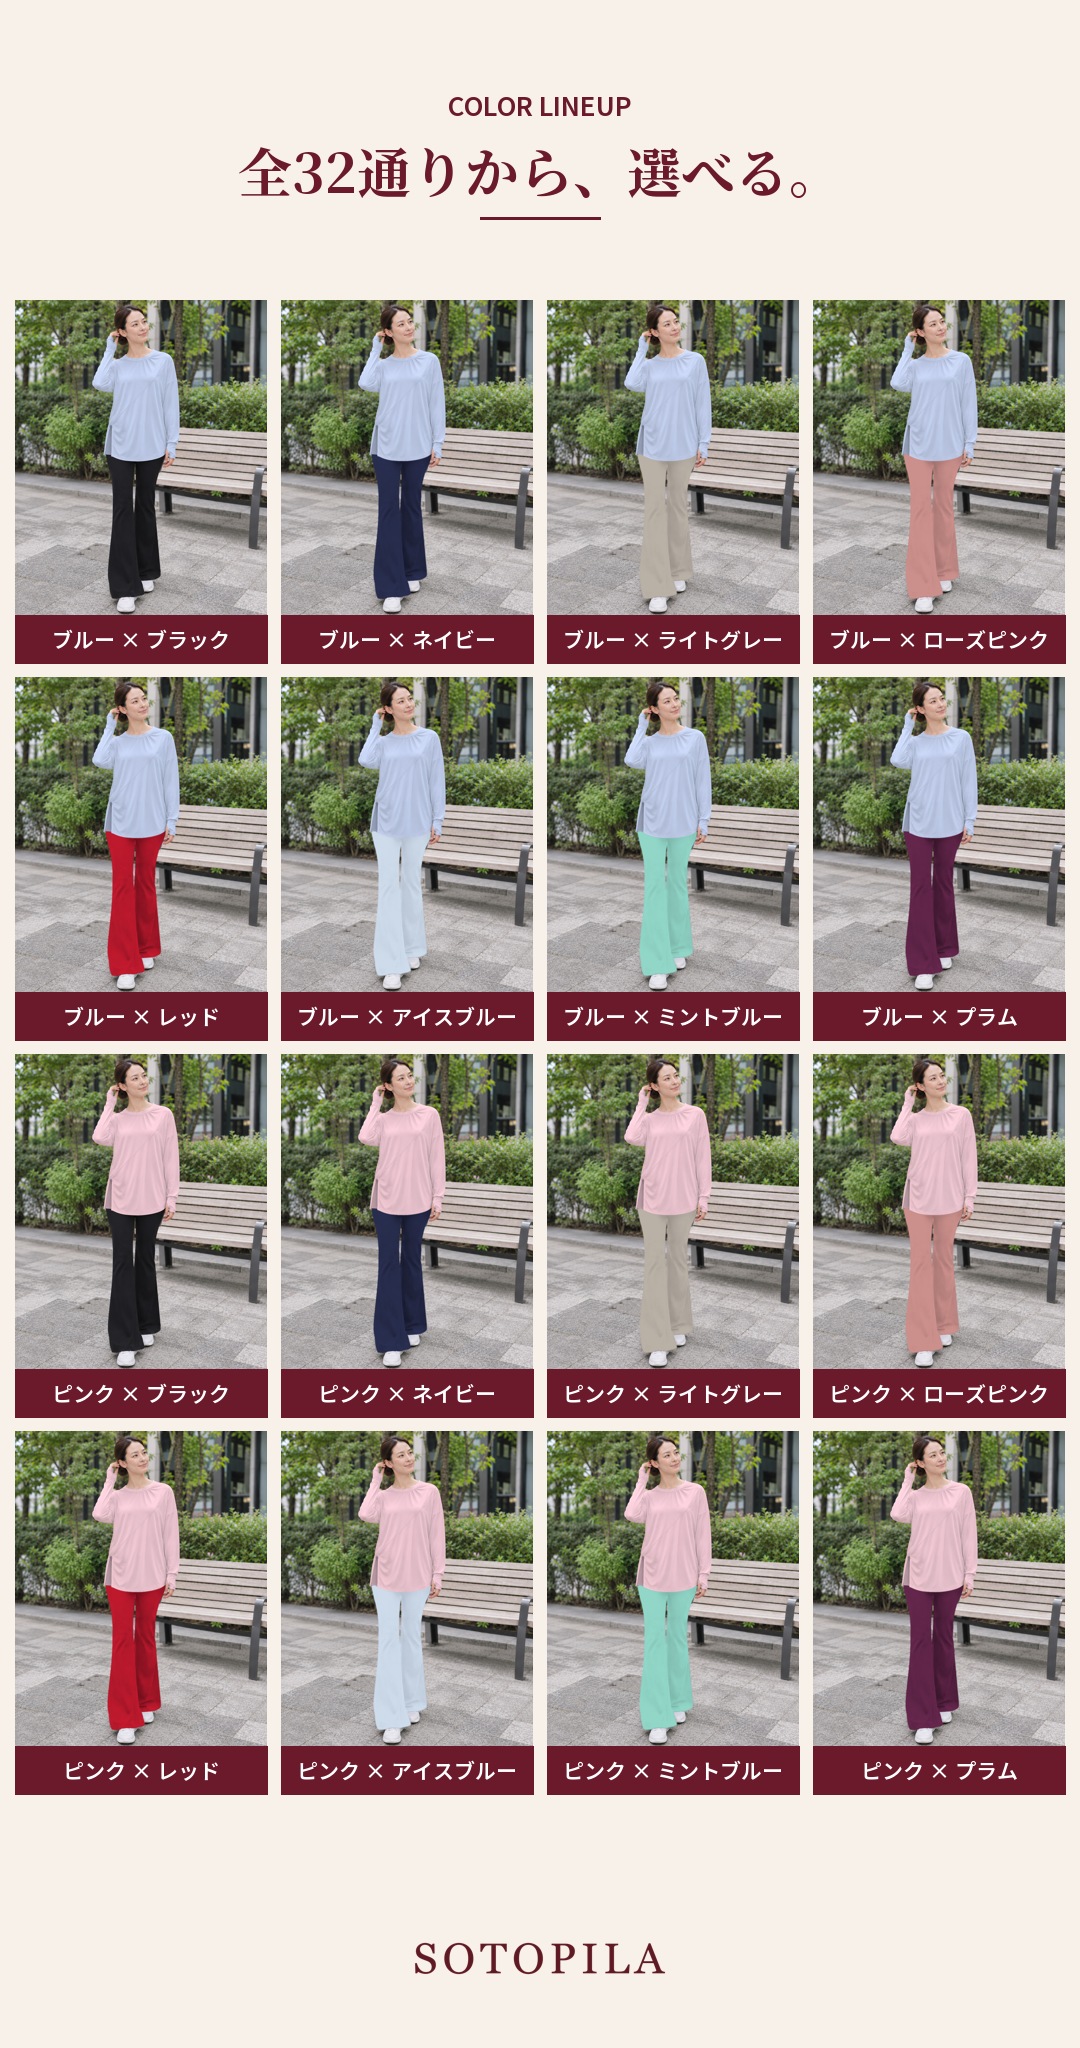 COLOR LINEUP
全32通りから、選べる。
ブルー × ブラック
ブルー × ネイビー
ブルー × ライトグレー
ブルー × ローズピンク
ブルー × レッド
ブルー × アイスブルー
ブルー × ミントブルー
ブルー × プラム
ピンク × ブラック
ピンク × ネイビー
ピンク × ライトグレー
ピンク × ローズピンク
ピンク × レッド
ピンク × アイスブルー
ピンク × ミントブルー
ピンク × プラム
SOTOPILA